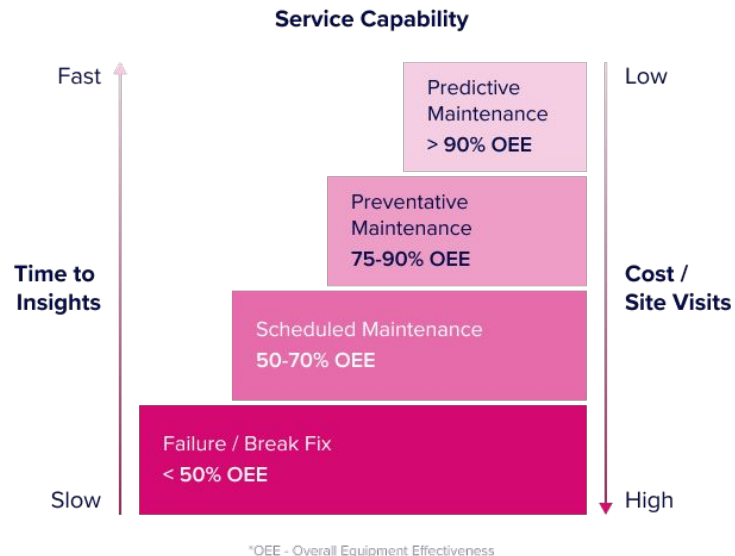 Service Capability
Fast
Low
Predictive
Maintenance
> 90% OEE
Preventative
Maintenance
75-90% OEE
Time to
Insights
Cost /
Site Visits
Scheduled Maintenance
50-70% OEE
Failure / Break Fix
< 50% OEE
Slow
High
*OEE - Overall Equipment Effectiveness